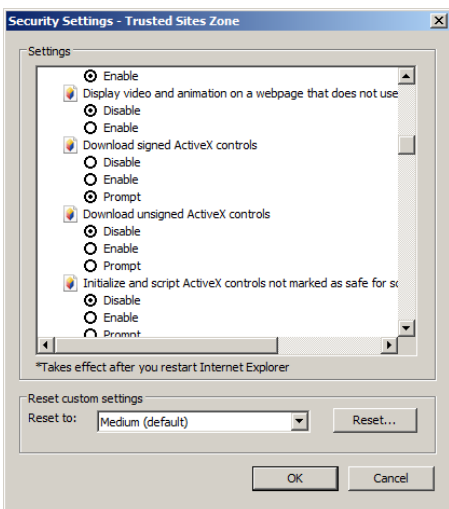 Security Settings - Trusted Sites Zone
Settings
Enable
Display video and animation on a webpage that does not use
Disable
Enable
Download signed ActiveX controls
Disable
Enable
Prompt
Download unsigned ActiveX controls
Disable
Enable
Prompt
Initialize and script ActiveX controls not marked as safe for sc
Disable
Enable
Prompt
*Takes effect after you restart Internet Explorer
Reset custom settings
Reset to: Medium (default) Reset...
OK Cancel